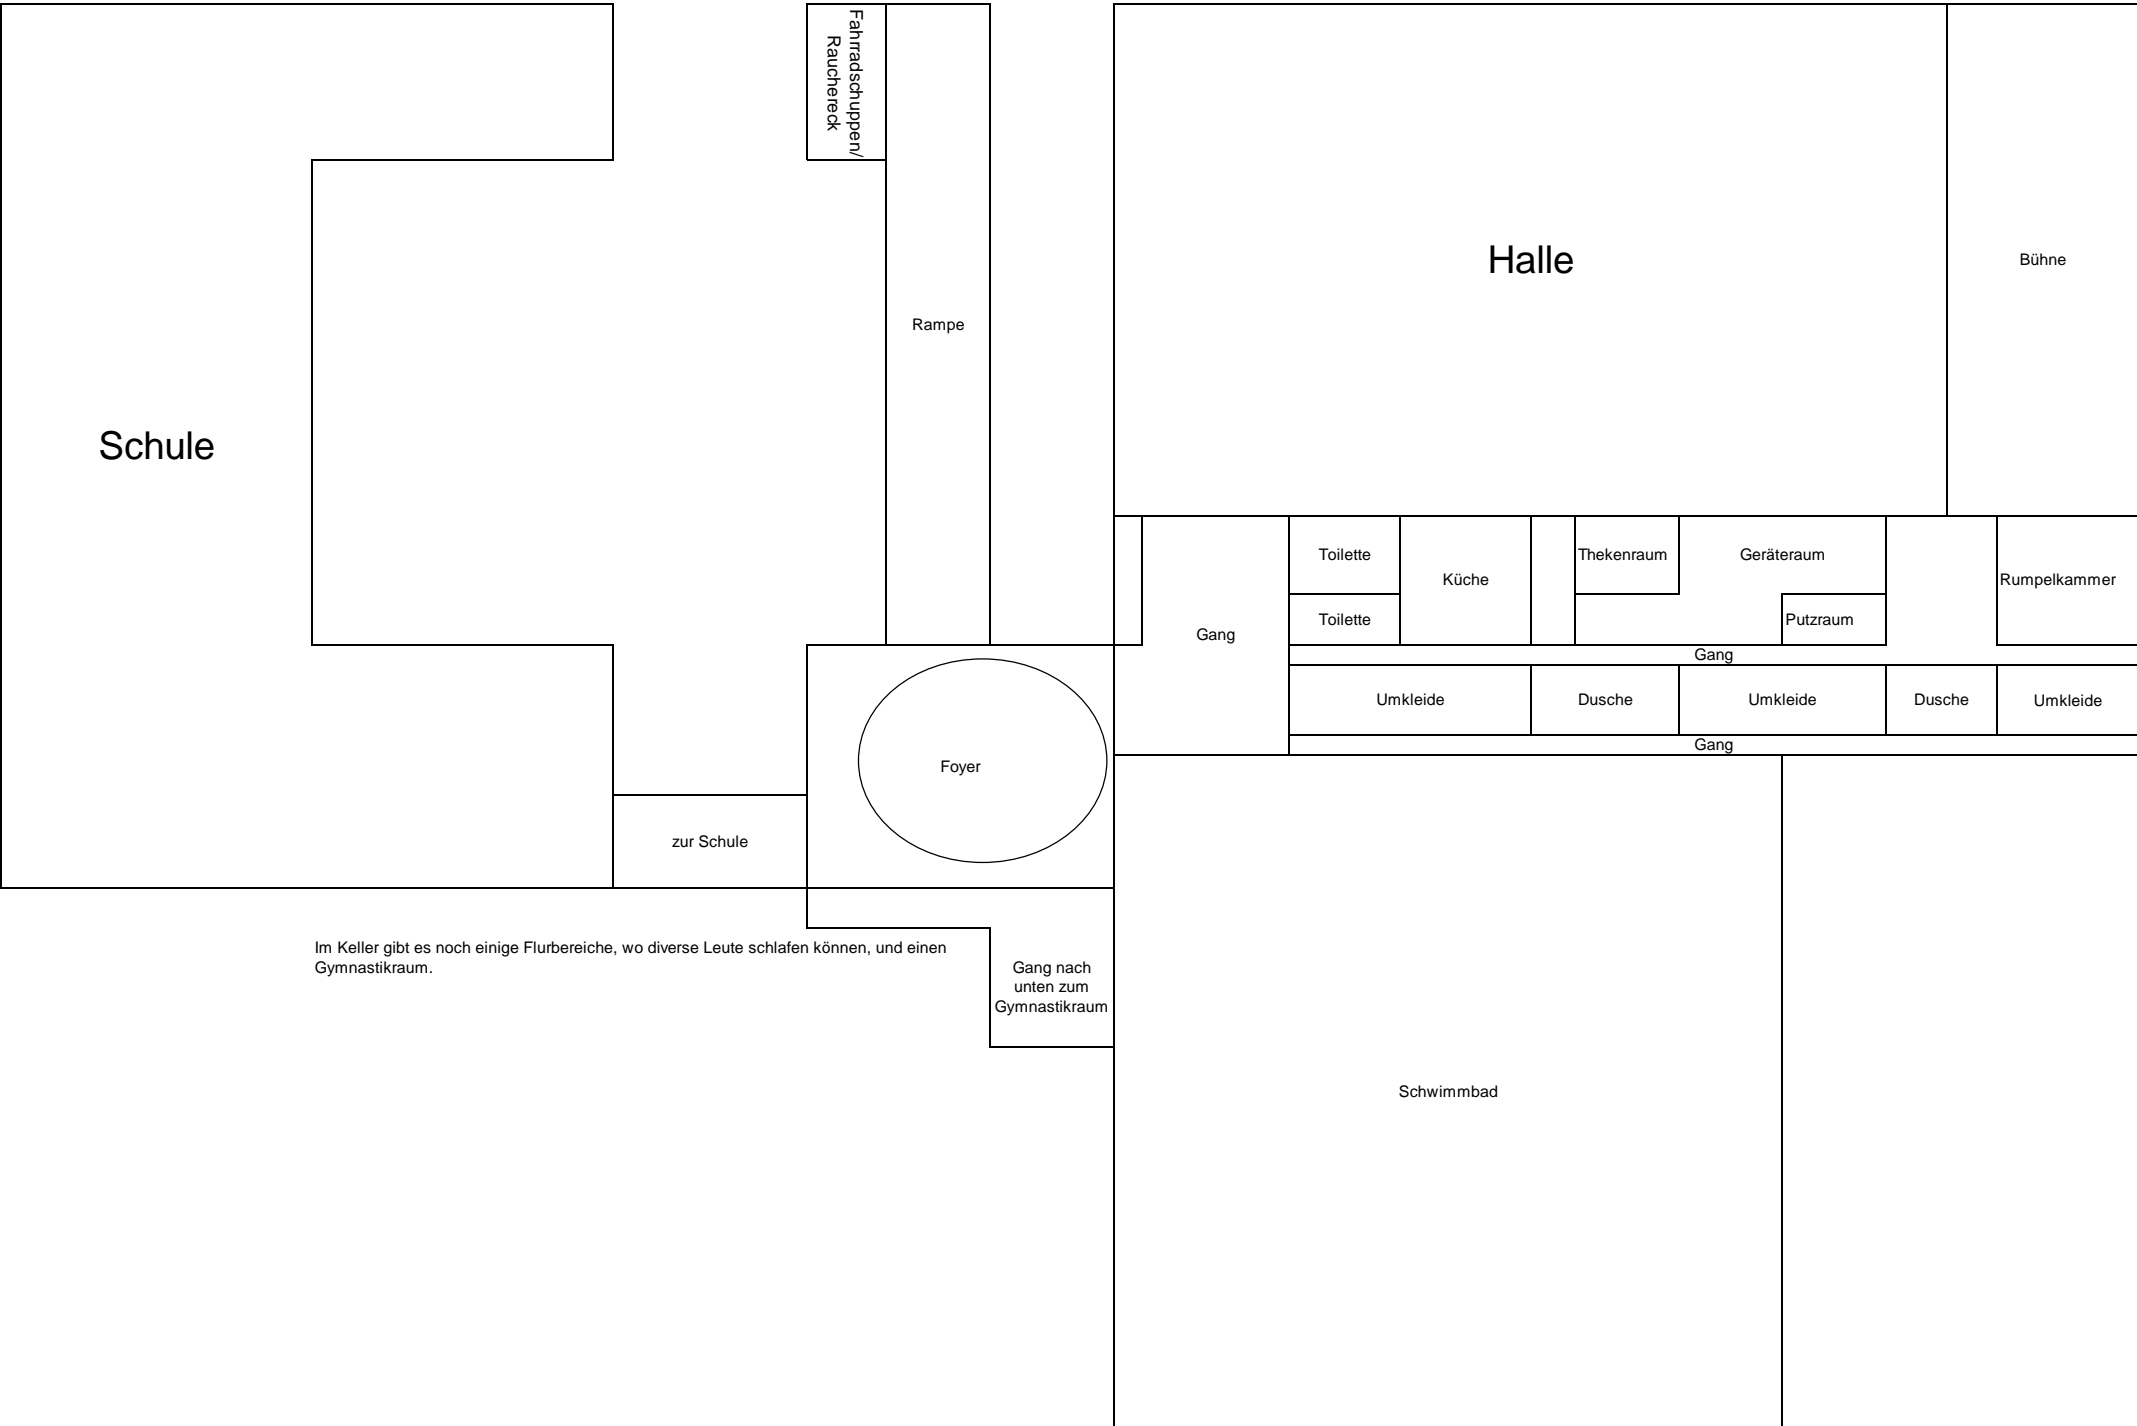 Fahrradschuppen/
Rauchereck
Halle
Bühne
Rampe
Schule
Toilette
Küche
Thekenraum
Geräteraum
Rumpelkammer
Toilette
Putzraum
Gang
Gang
Umkleide
Dusche
Umkleide
Dusche
Umkleide
Gang
Foyer
zur Schule
Im Keller gibt es noch einige Flurbereiche, wo diverse Leute schlafen können, und einen
Gymnastikraum.
Gang nach
unten zum
Gymnastikraum
Schwimmbad